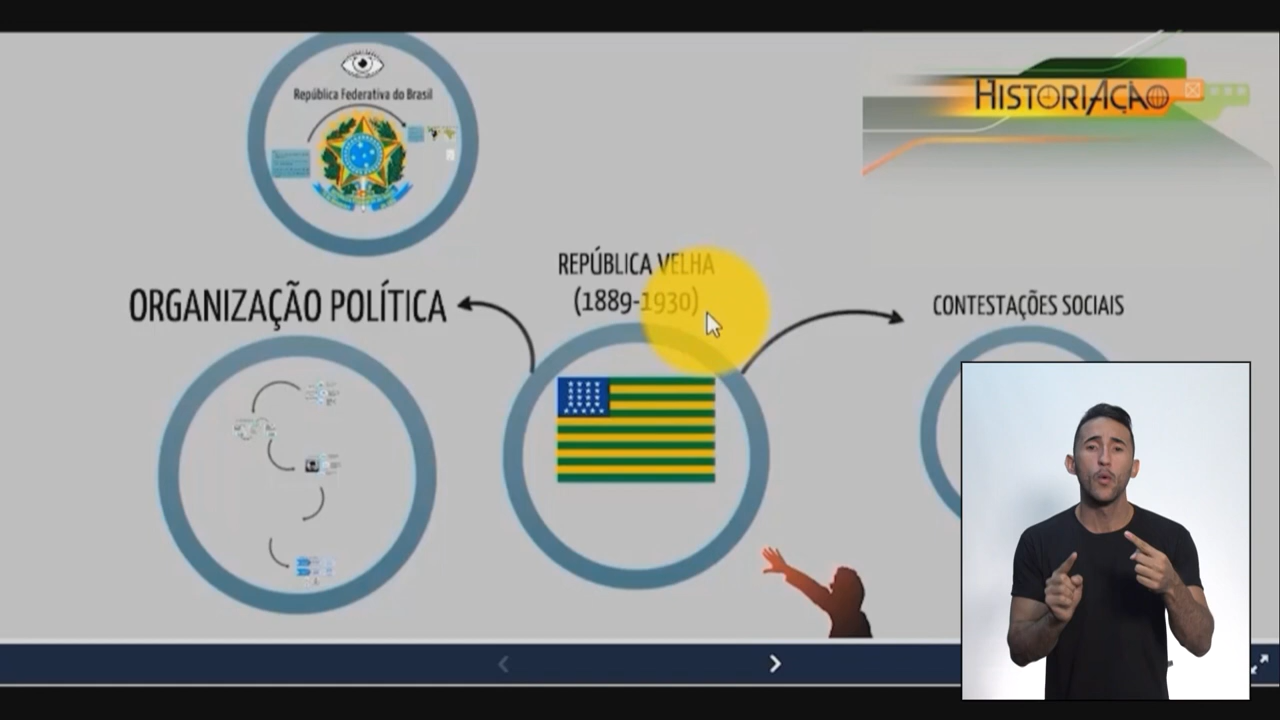 República Federativa do Brasil
HISTORIAÇÃO
REPÚBLICA VELHA
(1889-1930)
ORGANIZAÇÃO POLÍTICA
CONTESTAÇÕES SOCIAIS